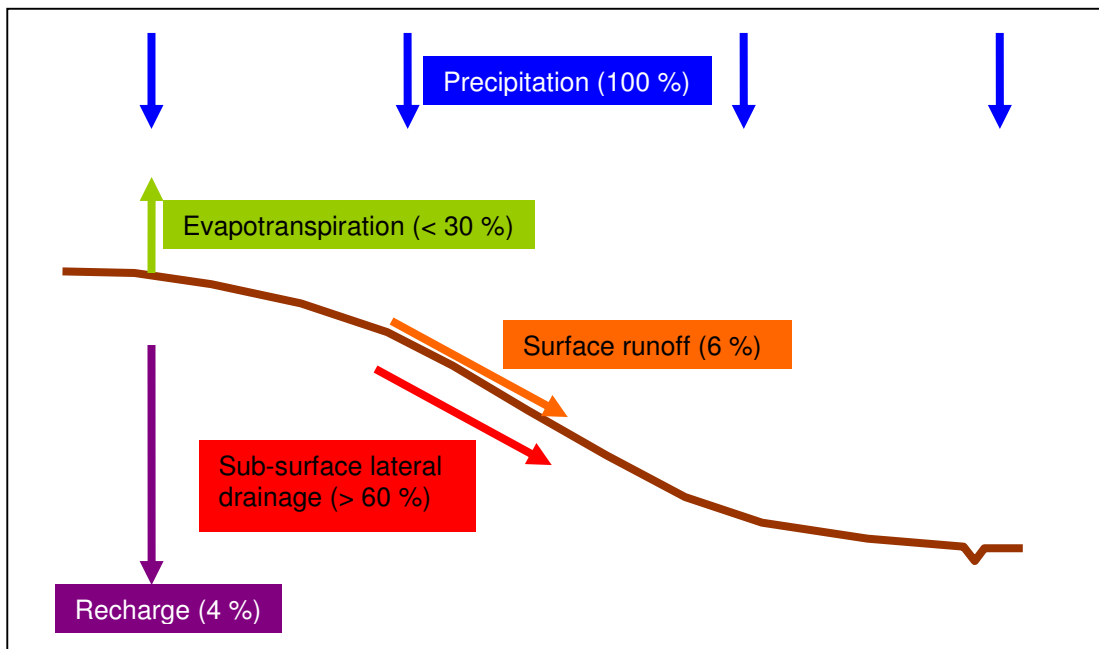 Precipitation (100 %)
Evapotranspiration (< 30 %)
Surface runoff (6 %)
Sub-surface lateral
drainage (> 60 %)
Recharge (4 %)